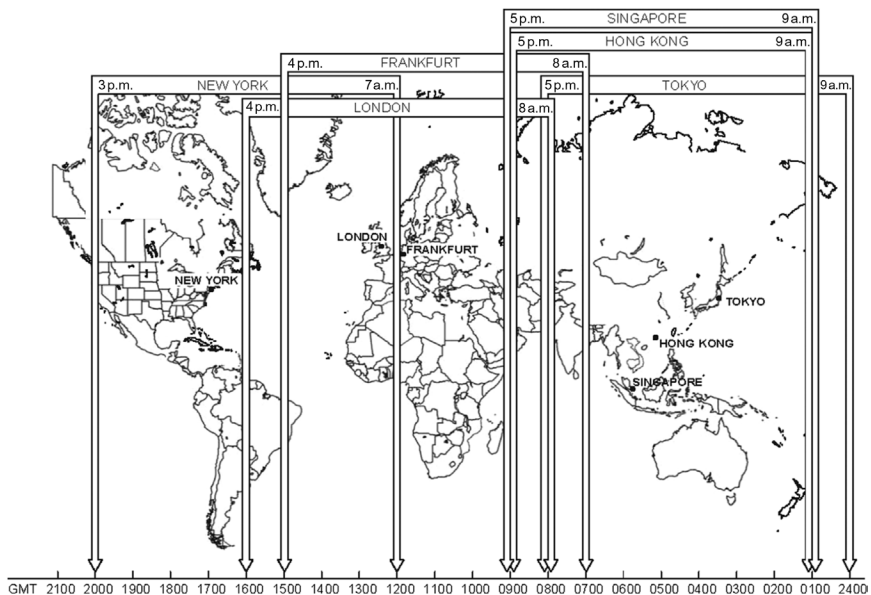 5 p.m. SINGAPORE 9 a.m.
5 p.m. HONG KONG 9 a.m.
4 p.m. FRANKFURT 8 a.m.
3 p.m. NEW YORK 7 a.m.
5 p.m. TOKYO 9 a.m.
4 p.m. LONDON 8 a.m.
LONDON
FRANKFURT
NEW YORK
TOKYO
HONG KONG
SINGAPORE
GMT 2100 2000 1900 1800 1700 1600 1500 1400 1300 1200 1100 1000 0900 0800 0700 0600 0500 0400 0300 0200 0100 2400